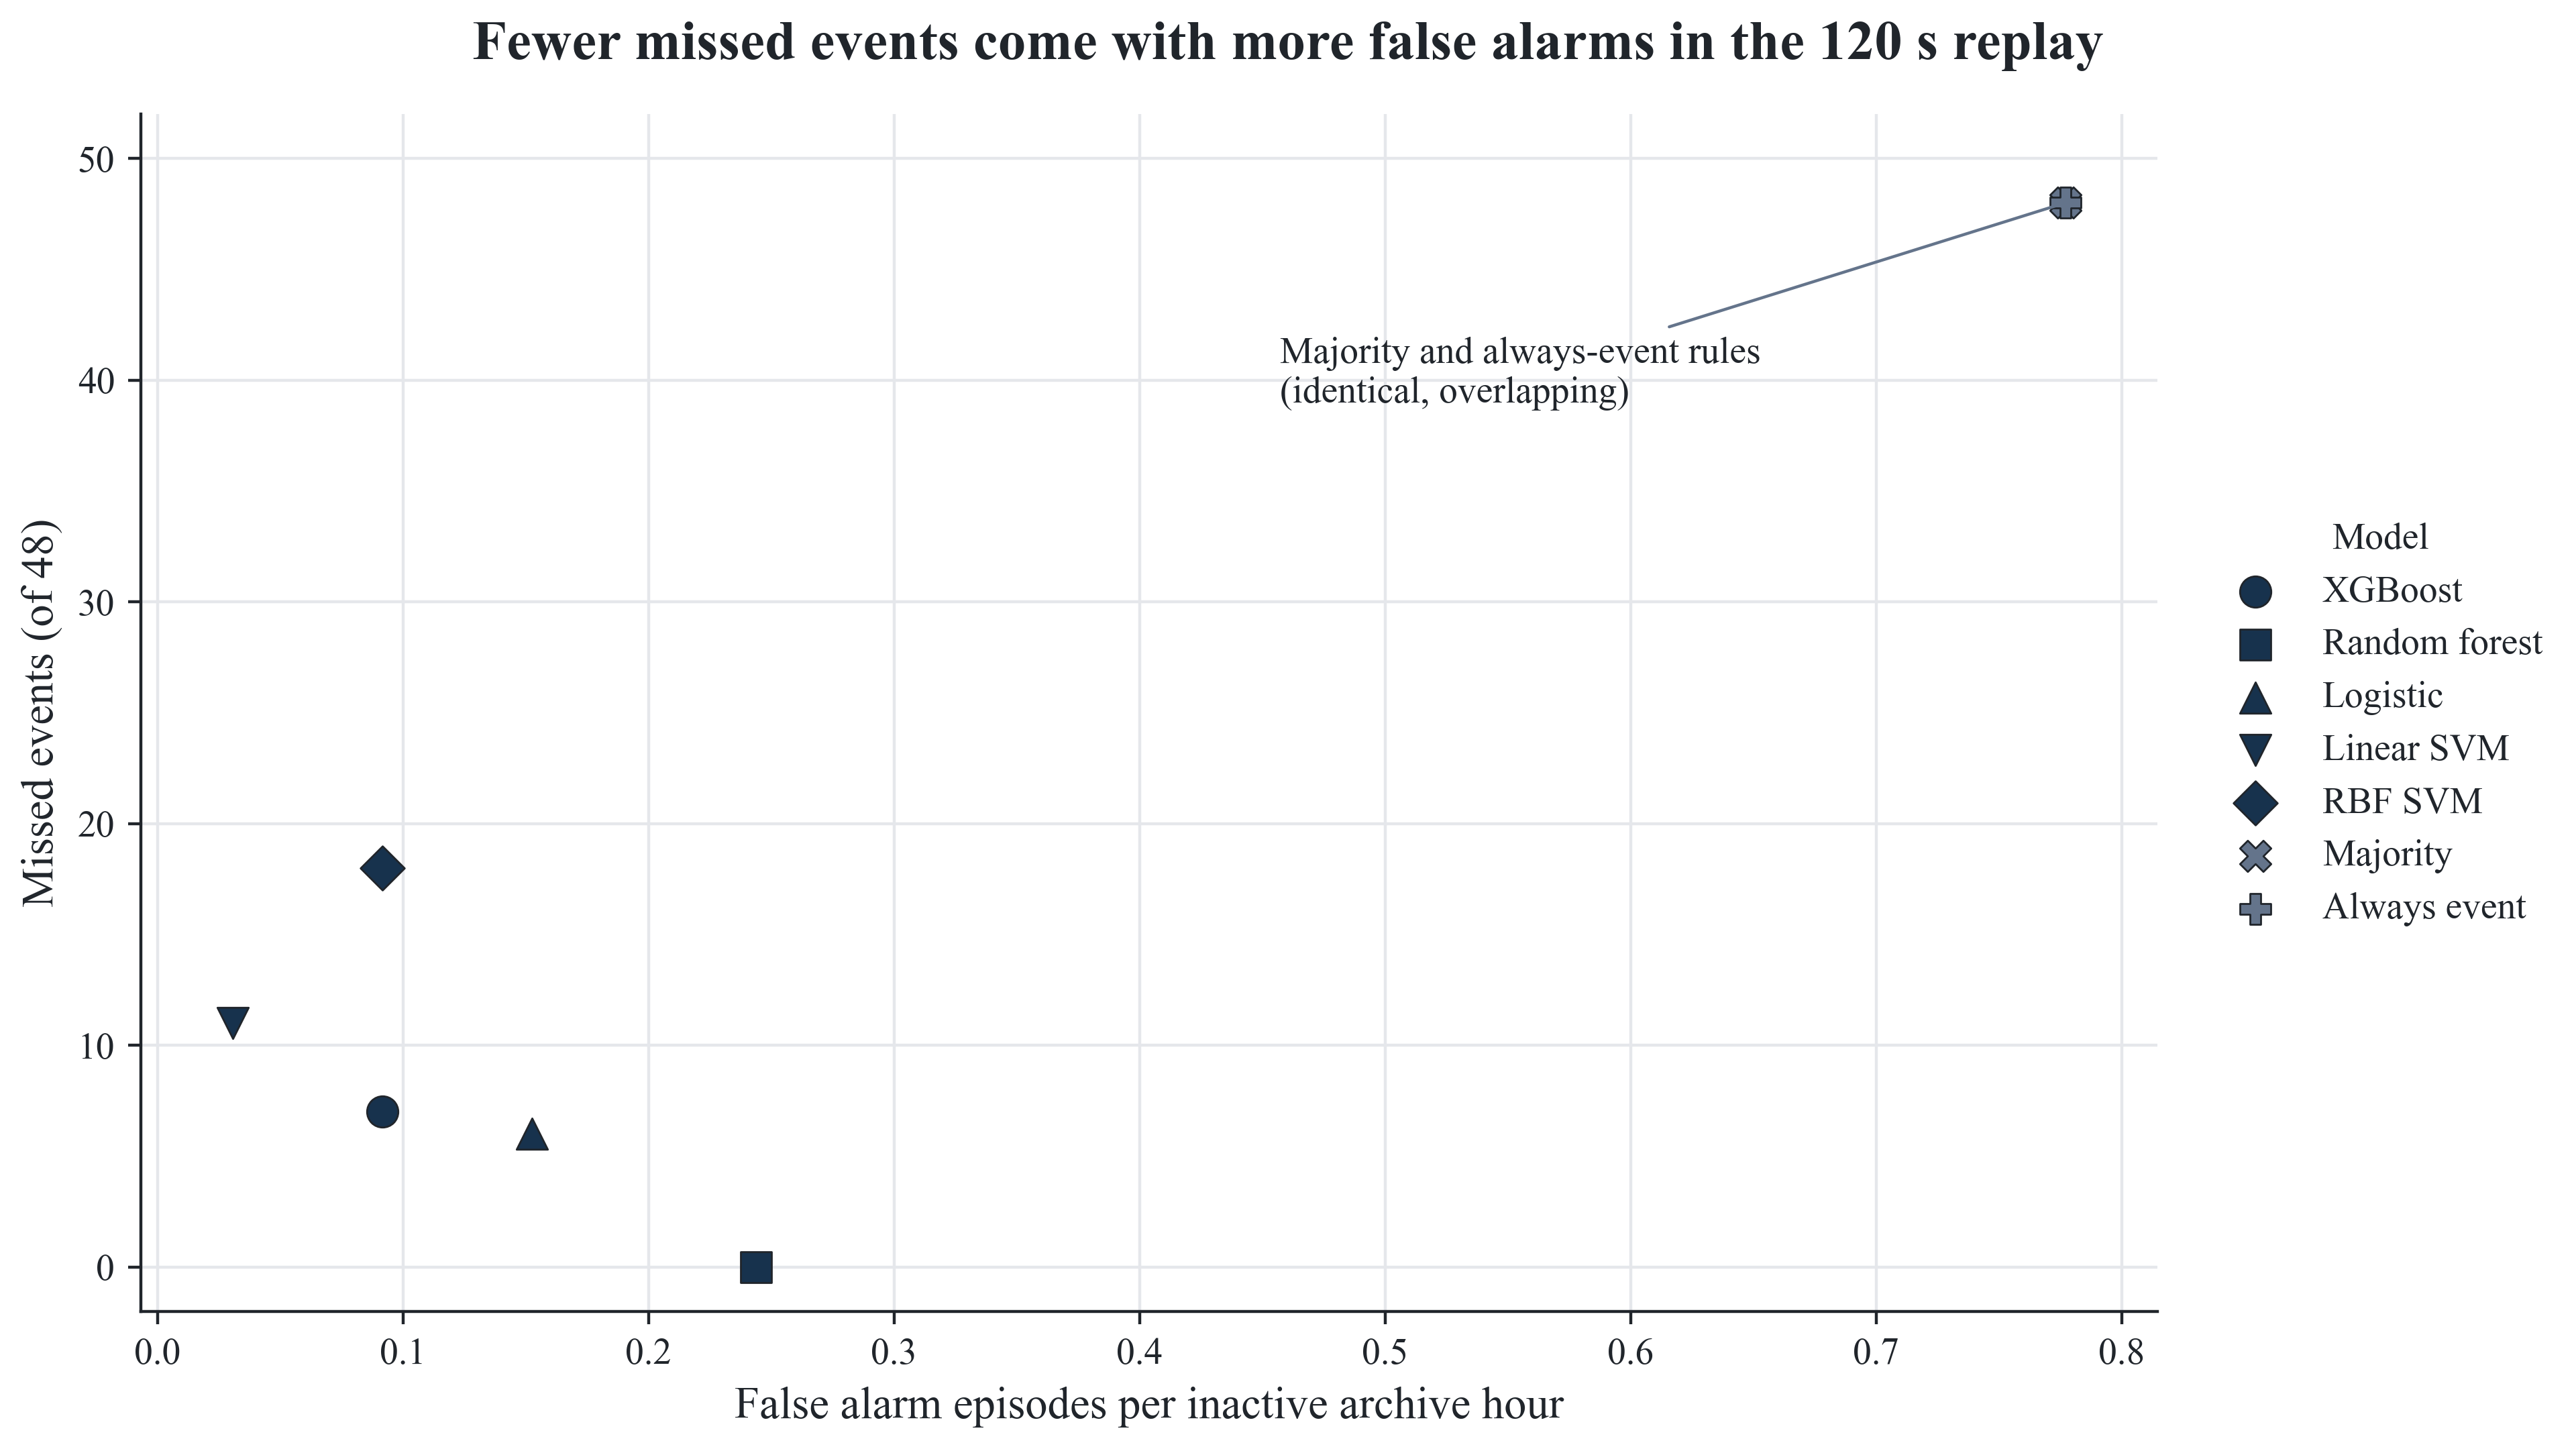 Fewer missed events come with more false alarms in the 120 s replay
50
40
30
20
10
0
Missed events (of 48)
Majority and always-event rules
(identical, overlapping)
0.0
0.1
0.2
0.3
0.4
0.5
0.6
0.7
0.8
False alarm episodes per inactive archive hour
Model
XGBoost
Random forest
Logistic
Linear SVM
RBF SVM
Majority
Always event